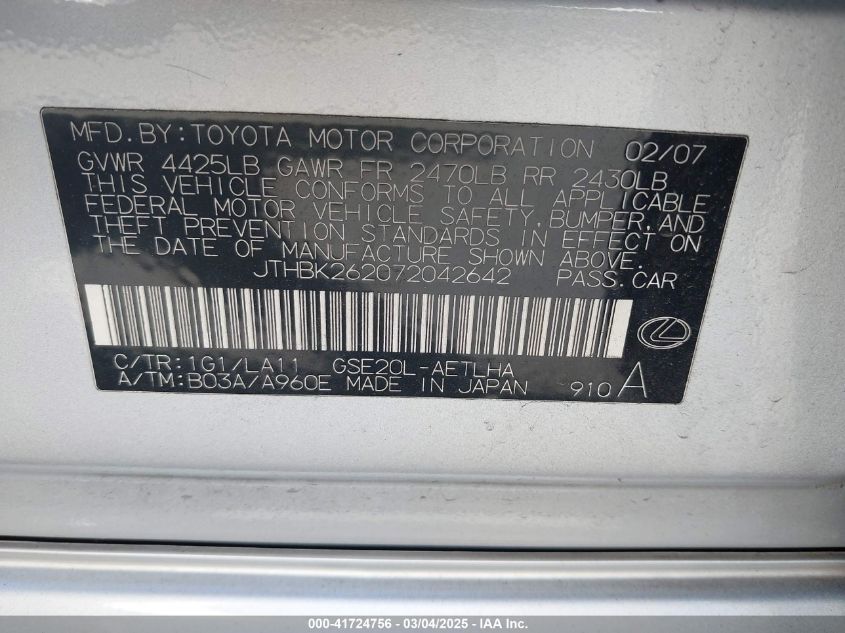 MFD.BY:TOYOTA MOTOR CORPORATION 02/07
GVWR 4425LB GAWR FR 2470LB RR 2430LB
THIS VEHICLE CONFORMS TO ALL APPLICABLE
FEDERAL MOTOR VEHICLE SAFETY,BUMPER,AND
THEFT PREVENTION STANDARDS IN EFFECT ON
THE DATE OF MANUFACTURE SHOWN ABOVE.
JTHBK262072042642 PASS.CAR
C/TR:1G1/LA11 GSE20L-AETLHA
A/TM:B03A/A960E MADE IN JAPAN 910 A
000-41724756 - 03/04/2025 - IAA Inc.